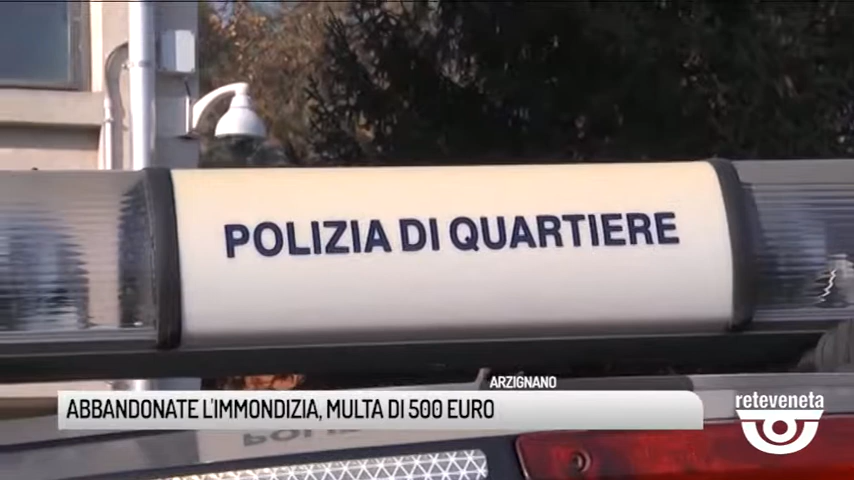 POLIZIA DI QUARTIERE
ARZIGNANO
ABBANDONATE L'IMMONDIZIA, MULTA DI 500 EURO
reteveneta